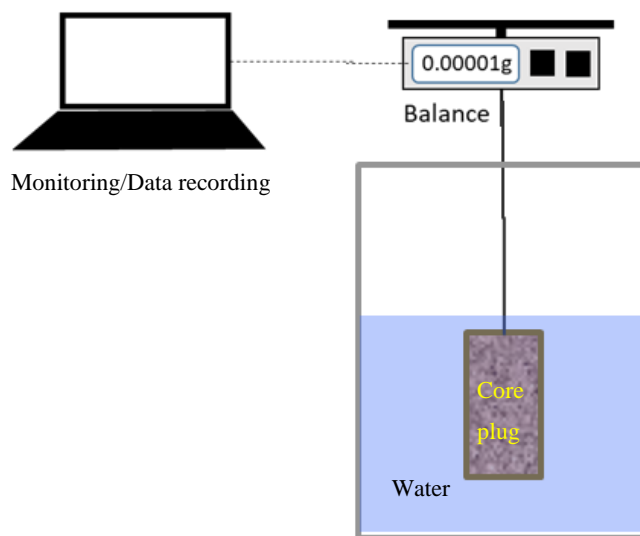 0.00001g
Balance
Monitoring/Data recording
Core
plug
Water